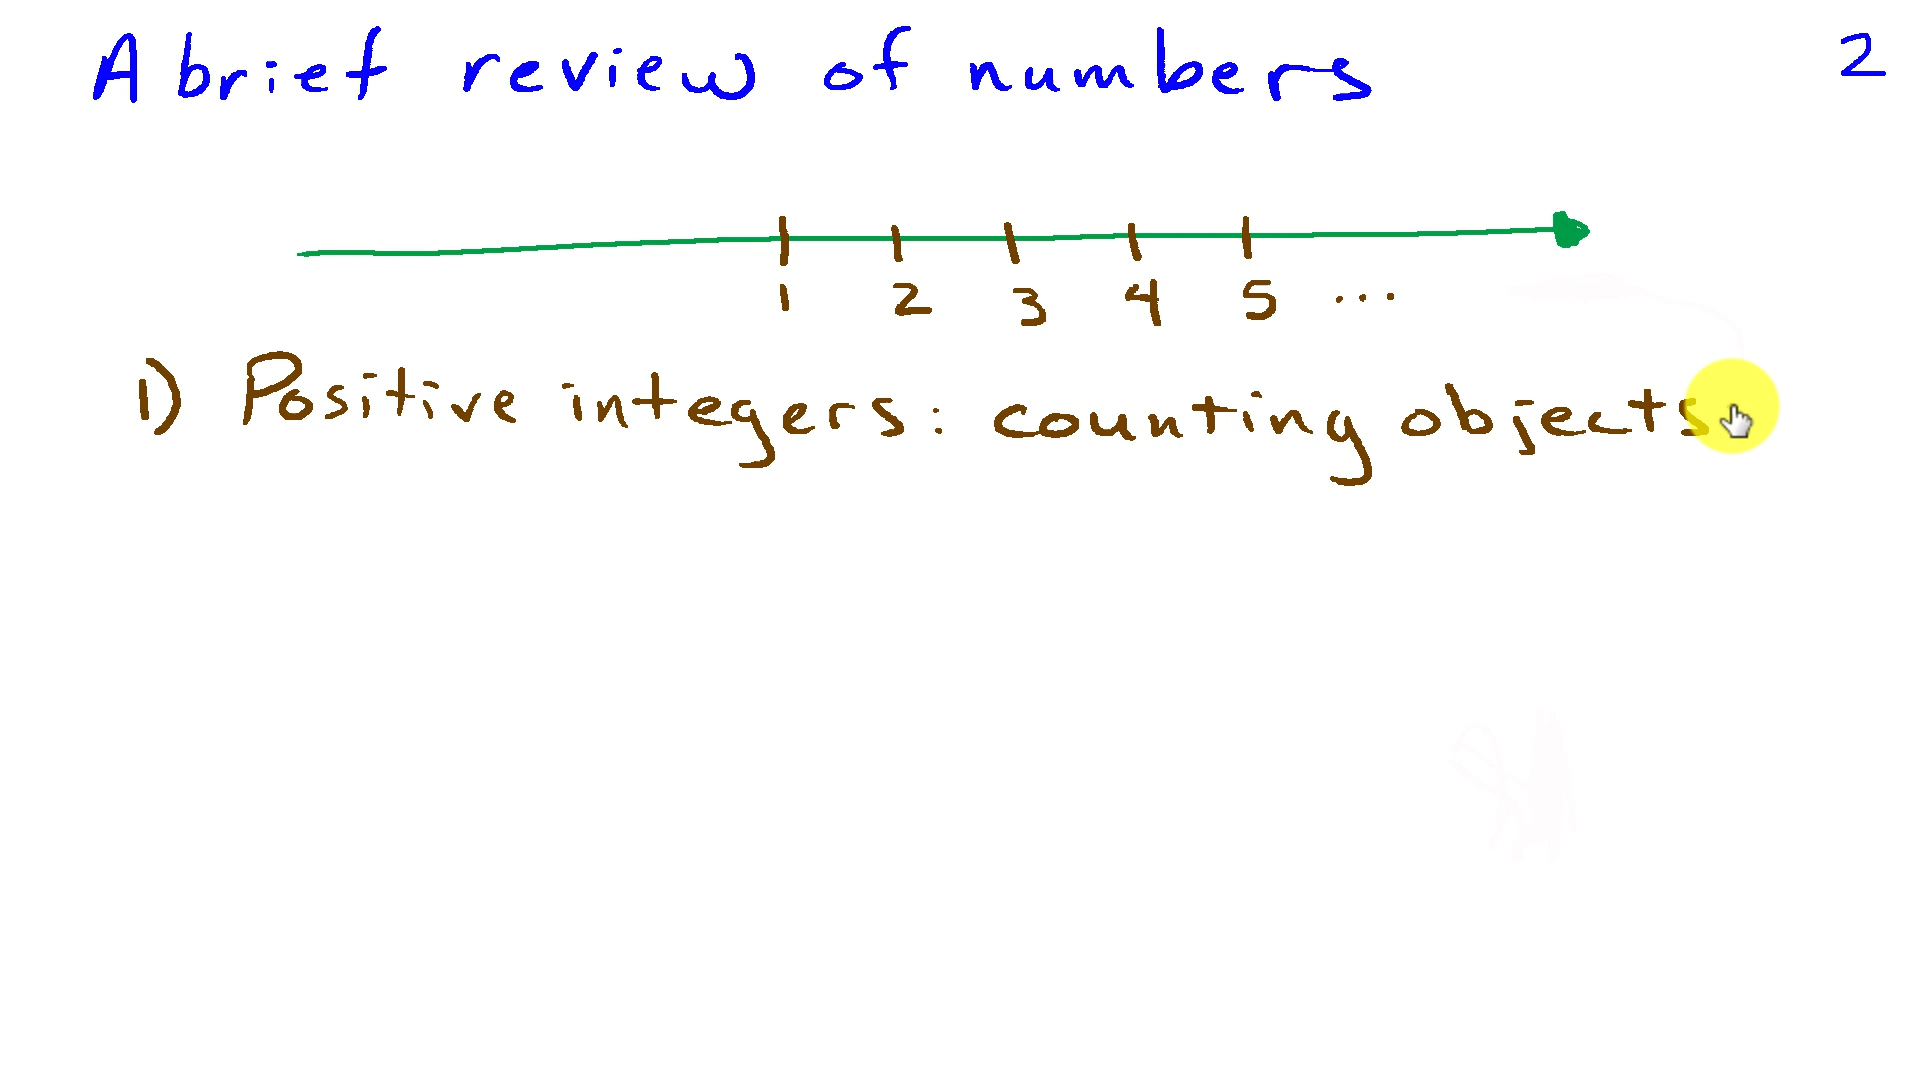 A brief review of numbers 2
1 2 3 4 5 ...
1) Positive integers: counting objects